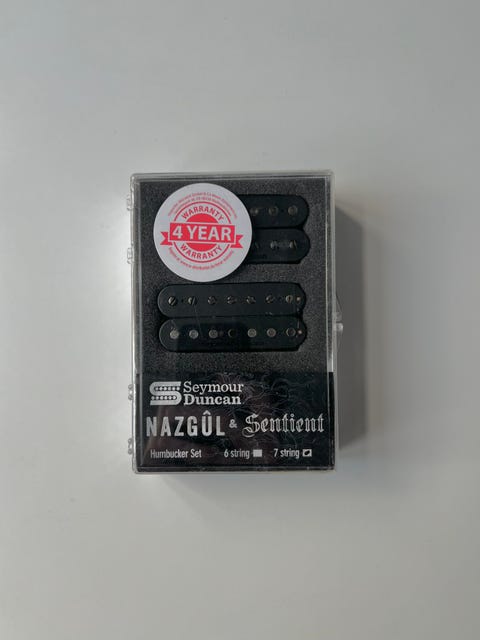 WARRANTY
4 YEAR
WARRANTY
Seymour
Duncan
NAZGÛL & Sentient
Humbucker Set 6 string 7 string